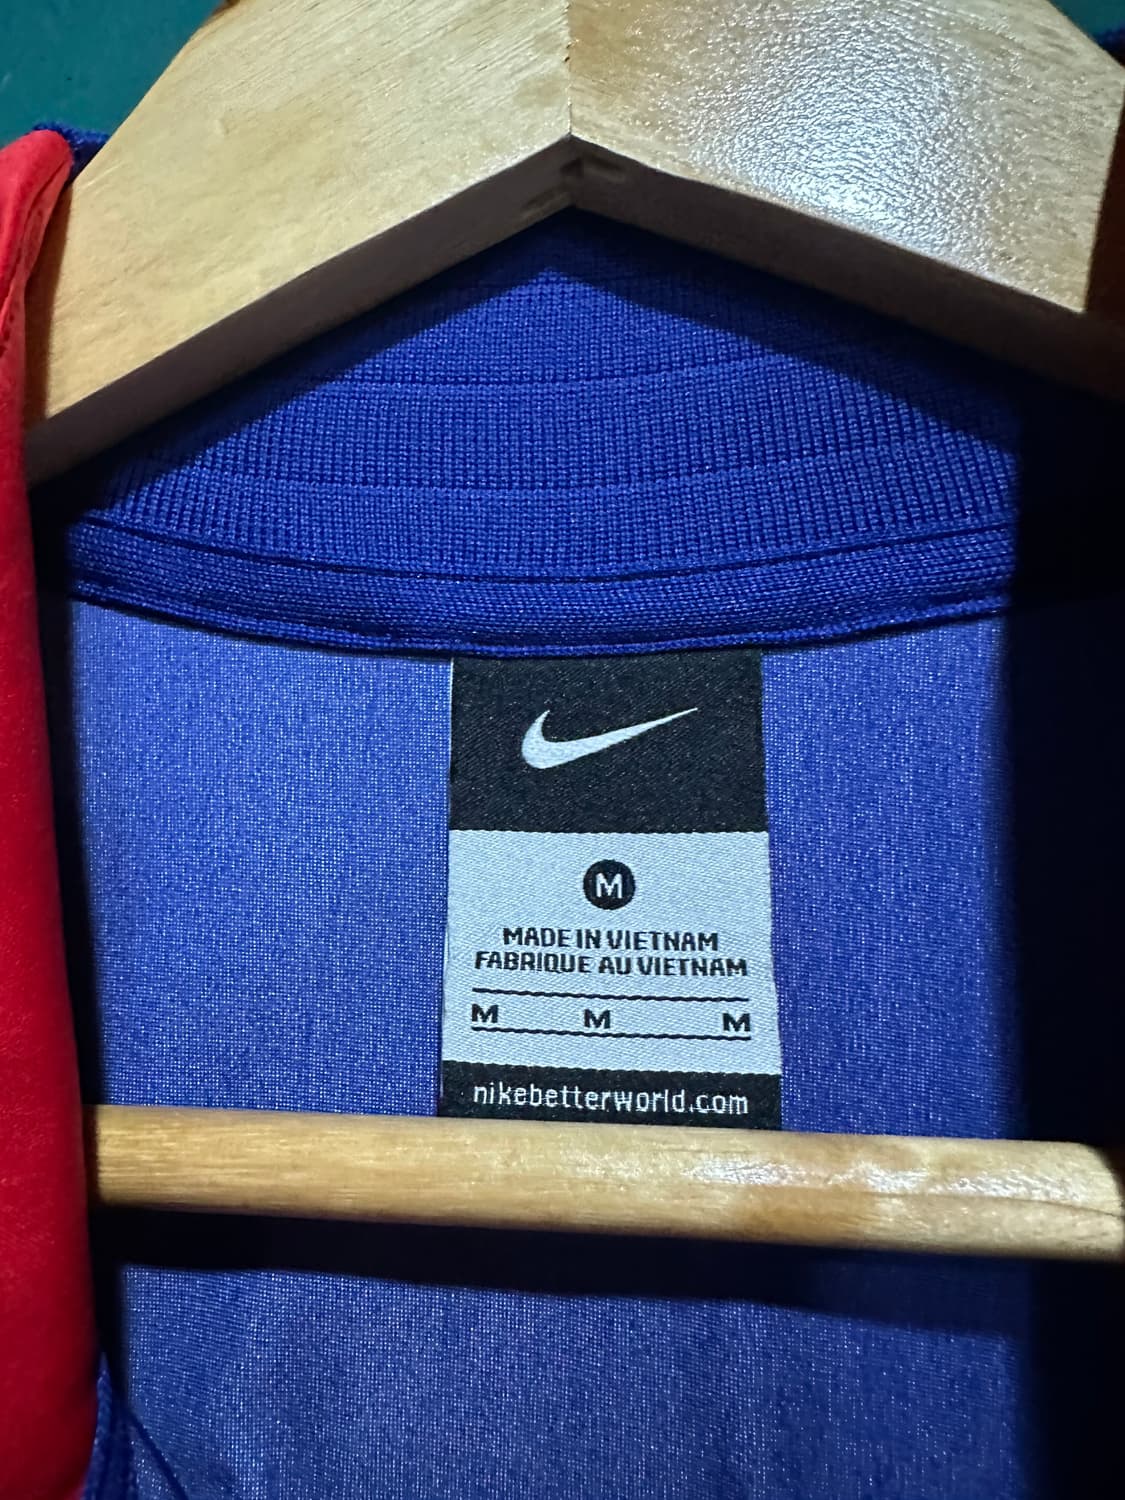 M
MADE IN VIETNAM
FABRIQUE AU VIETNAM
M M M
nikebetterworld.com